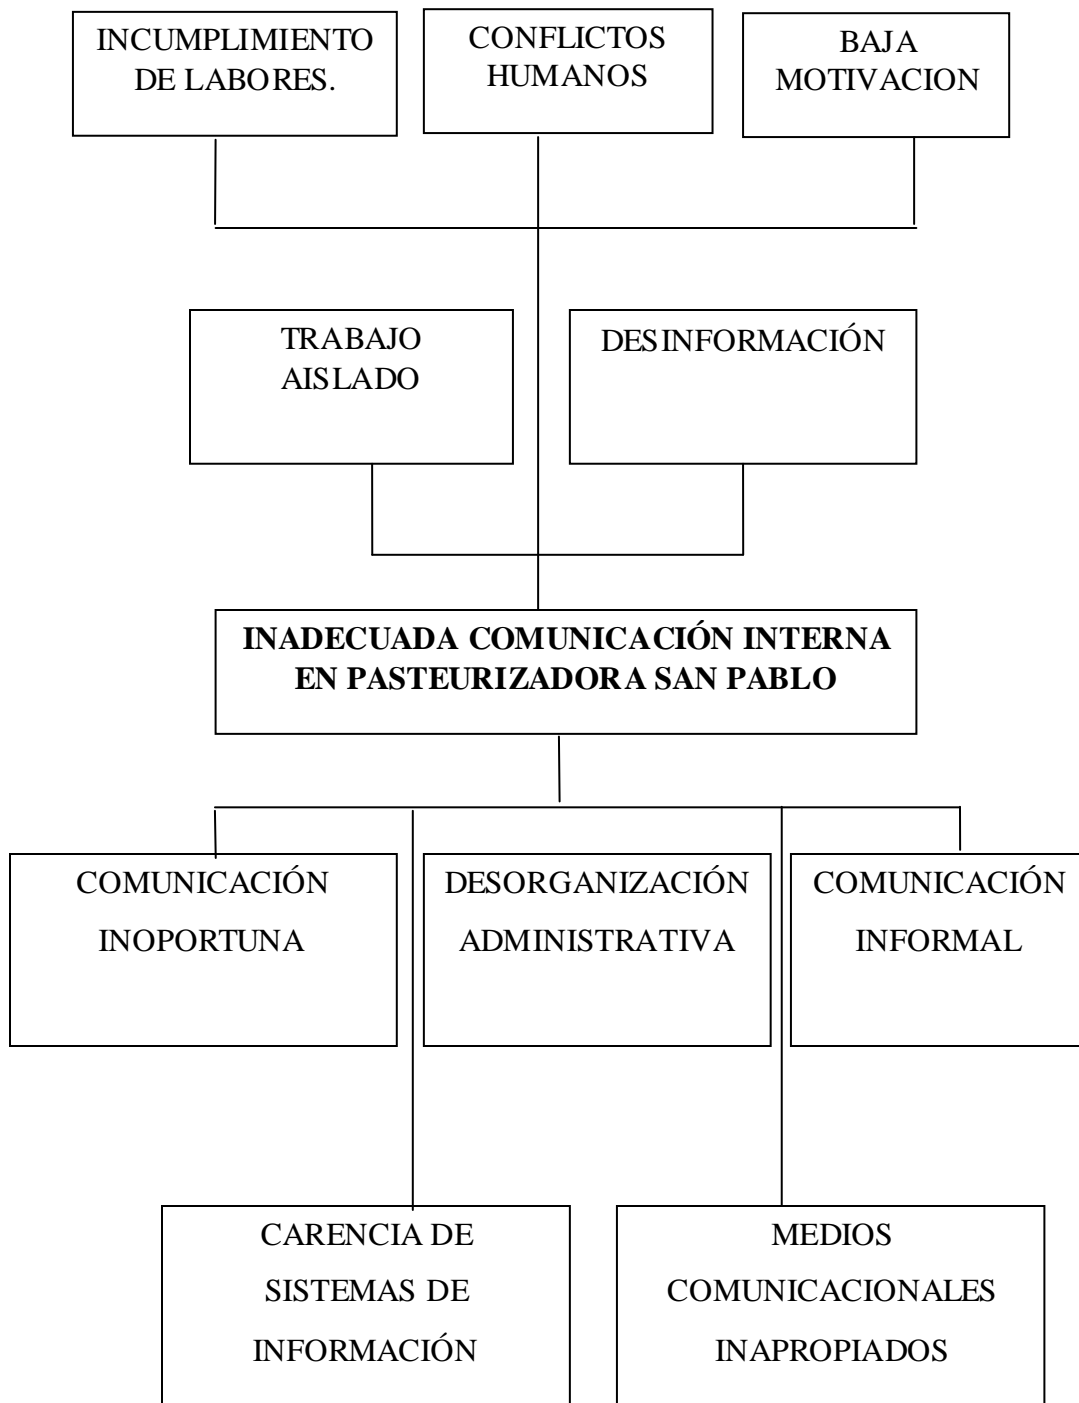 INCUMPLIMIENTO
DE LABORES.
CONFLICTOS
HUMANOS
BAJA
MOTIVACION
TRABAJO
AISLADO
DESINFORMACIÓN
INADECUADA COMUNICACIÓN INTERNA
EN PASTEURIZADORA SAN PABLO
COMUNICACIÓN
INOPORTUNA
DESORGANIZACIÓN
ADMINISTRATIVA
COMUNICACIÓN
INFORMAL
CARENCIA DE
SISTEMAS DE
INFORMACIÓN
MEDIOS
COMUNICACIONALES
INAPROPIADOS